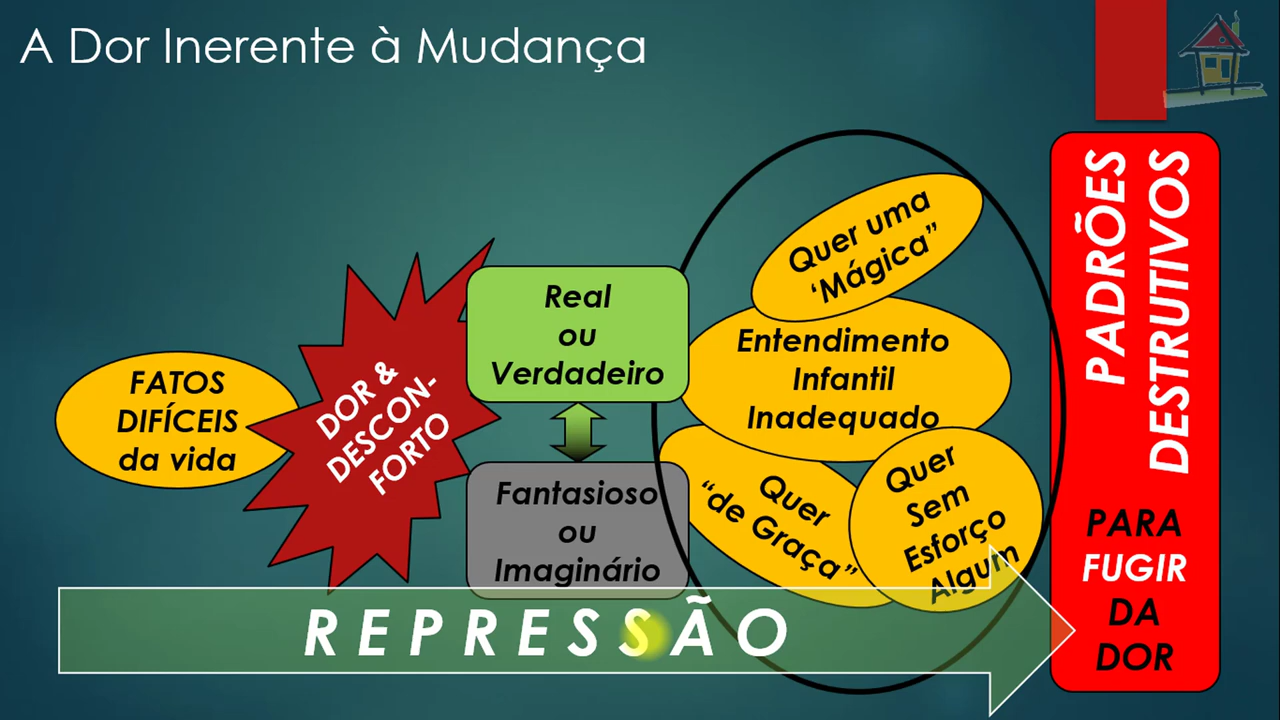 A Dor Inerente à Mudança
FATOS
DIFÍCEIS
da vida
DOR &
DESCON-
FORTO
Real
ou
Verdadeiro
Fantasioso
ou
Imaginário
Quer uma
‘Mágica”
Entendimento
Infantil
Inadequado
Quer
“de Graça”
Quer
Sem
Esforço
Algum
PADRÕES
DESTRUTIVOS
PARA
FUGIR
DA
DOR
REPRESSÃO